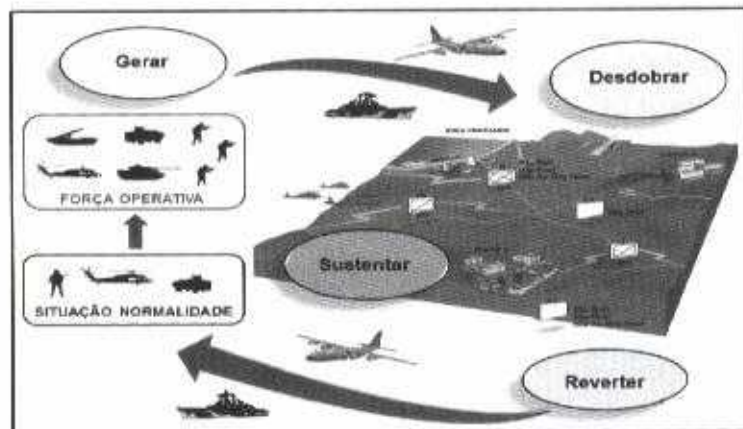 Gerar
Desdobrar
FORÇA OPERATIVA
Sustentar
SITUAÇÃO NORMALIDADE
Reverter